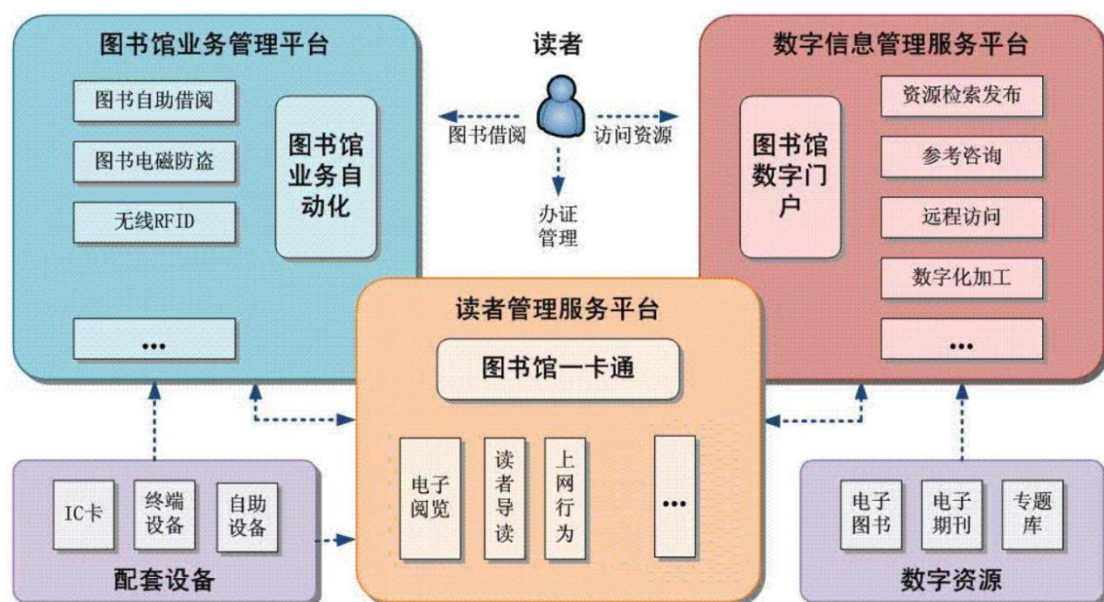 图书馆业务管理平台
图书自助借阅
图书电磁防盗
无线RFID
...
图书馆
业务自
动化
读者
图书借阅
访问资源
办证
管理
数字信息管理服务平台
图书馆
数字门
户
资源检索发布
参考咨询
远程访问
数字化加工
...
读者管理服务平台
图书馆一卡通
电子
阅览
读
者
导
读
上
网
行
为
...
IC卡
终端
设备
自助
设备
配套设备
电子
图书
电子
期刊
专题
库
数字资源